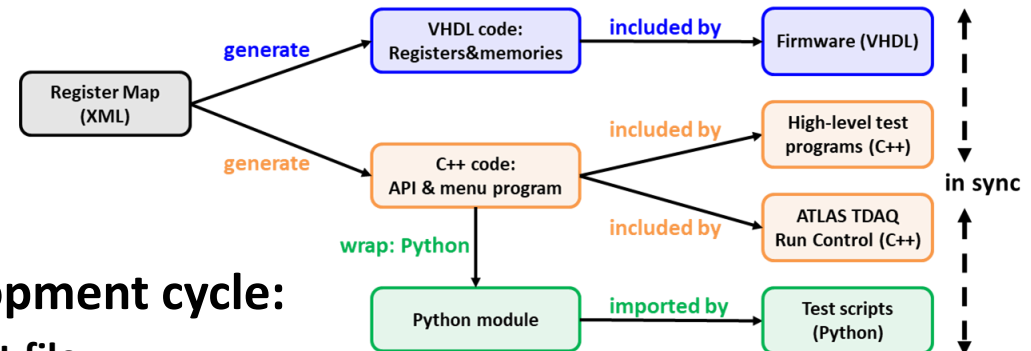 VHDL code:
Registers&memories
included by
Firmware (VHDL)
generate
Register Map
(XML)
generate
C++ code:
API & menu program
included by
High-level test
programs (C++)
included by
ATLAS TDAQ
Run Control (C++)
in sync
wrap: Python
Python module
imported by
Test scripts
(Python)
opment cycle: